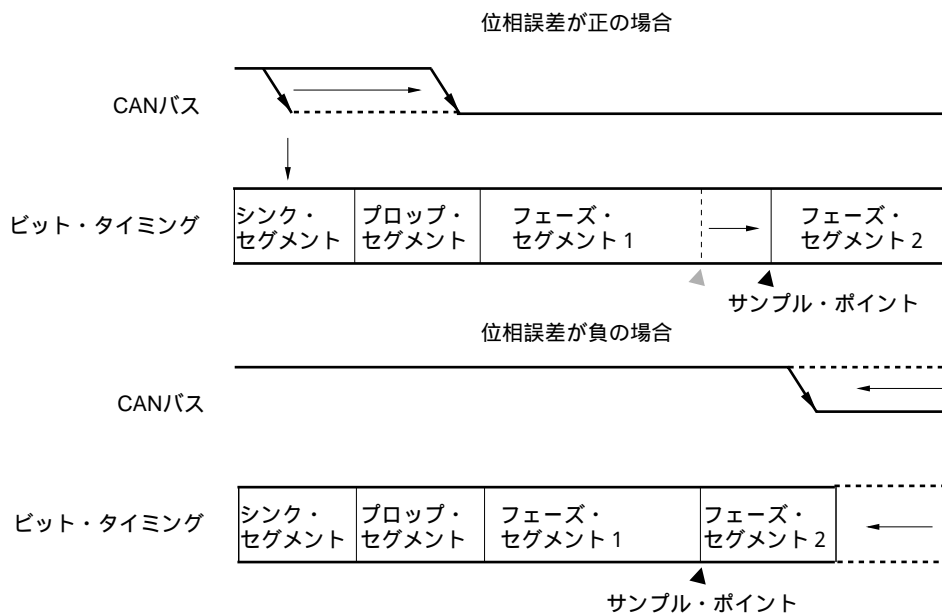 位相誤差が正の場合
CANバス
ビット・タイミング
シンク・
セグメント
プロップ・
セグメント
フェーズ・
セグメント1
フェーズ・
セグメント2
サンプル・ポイント
位相誤差が負の場合
CANバス
ビット・タイミング
シンク・
セグメント
プロップ・
セグメント
フェーズ・
セグメント1
フェーズ・
セグメント2
サンプル・ポイント